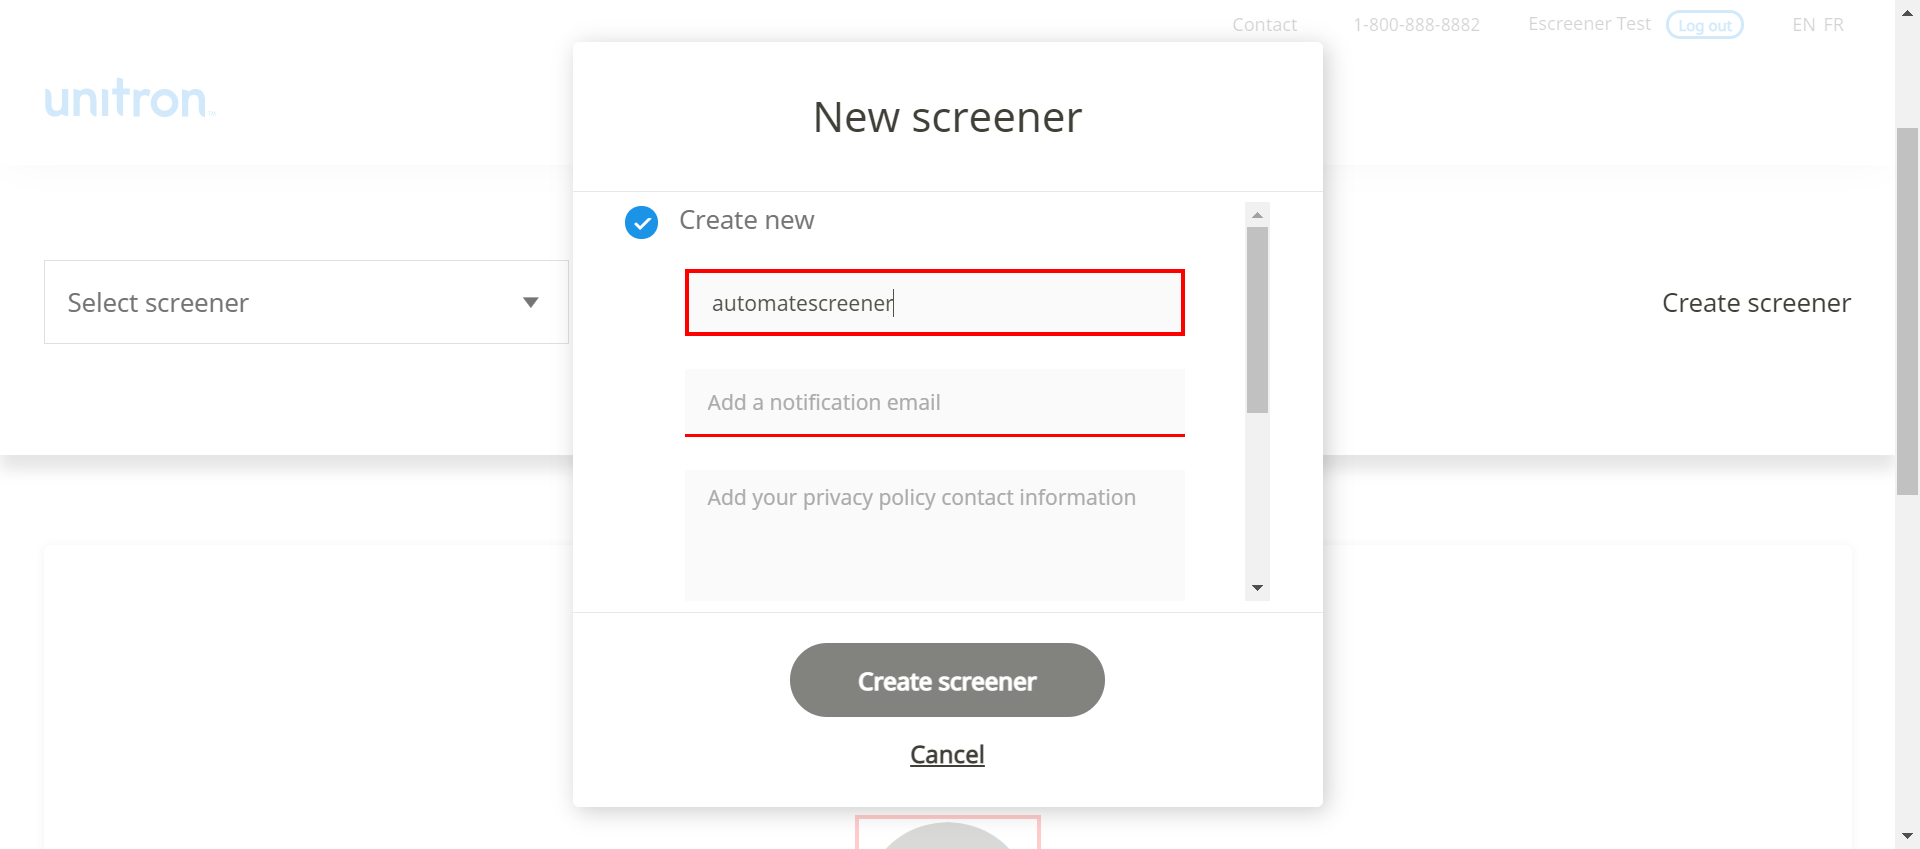 Contact 1-800-888-8882 Escreener Test Log out EN FR
unitron
New screener
Create new
Select screener
automatescreener
Create screener
Add a notification email
Add your privacy policy contact information
Create screener
Cancel